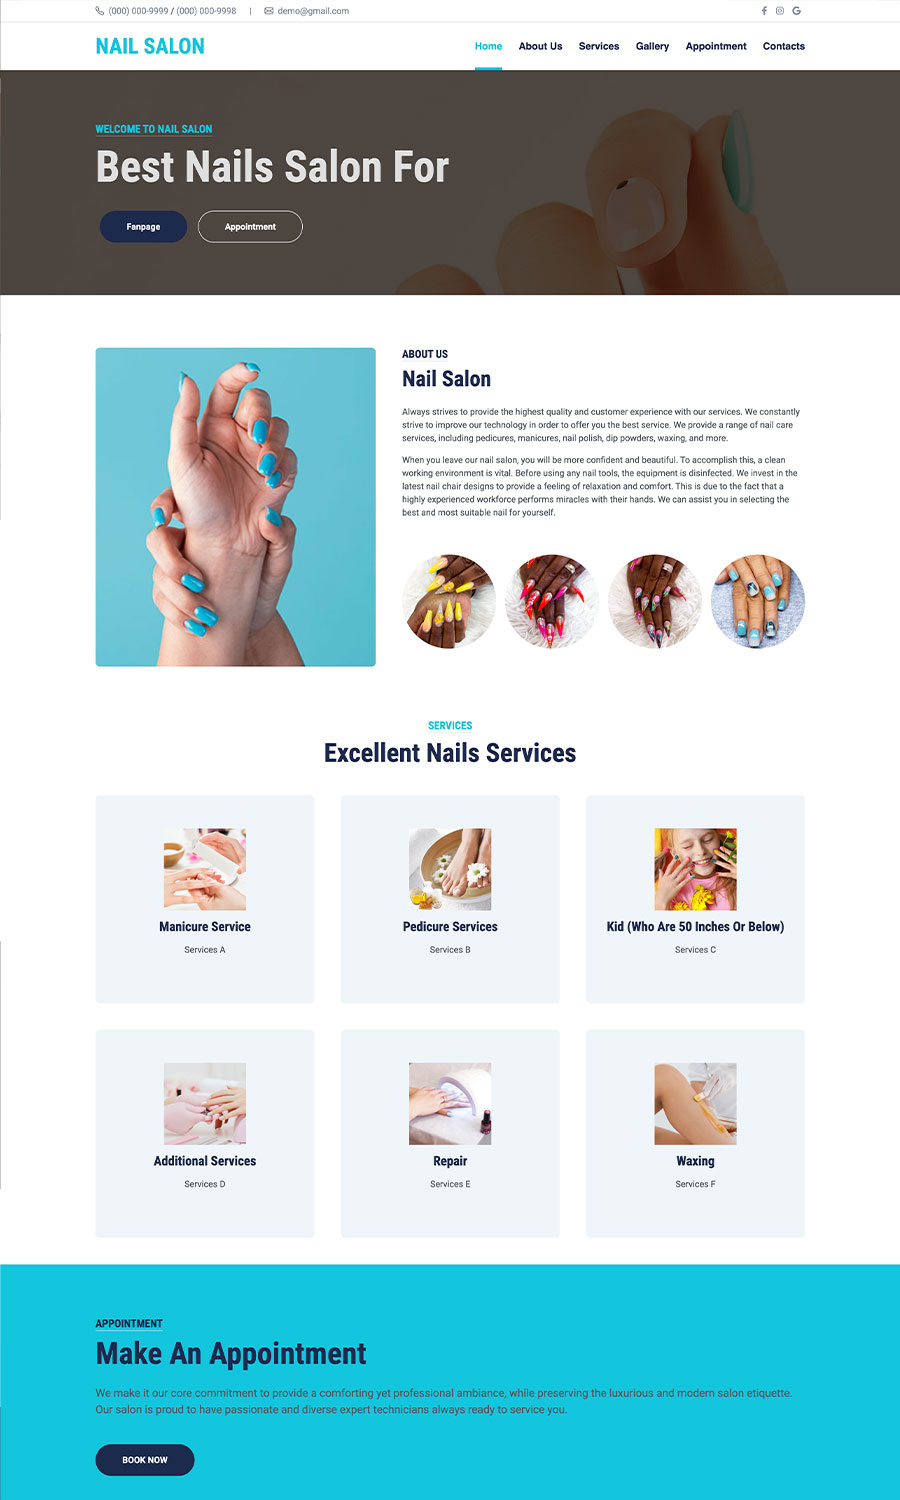 (000) 000-9999 / (000) 000-9998 | demo@gmail.com
NAIL SALON
Home About Us Services Gallery Appointment Contacts
WELCOME TO NAIL SALON
Best Nails Salon For
Fanpage Appointment
ABOUT US
Nail Salon
Always strives to provide the highest quality and customer experience with our services. We constantly
strive to improve our technology in order to offer you the best service. We provide a range of nail care
services, including pedicures, manicures, nail polish, dip powders, waxing, and more.
When you leave our nail salon, you will be more confident and beautiful. To accomplish this, a clean
working environment is vital. Before using any nail tools, the equipment is disinfected. We invest in the
latest nail chair designs to provide a feeling of relaxation and comfort. This is due to the fact that a
highly experienced workforce performs miracles with their hands. We can assist you in selecting the
best and most suitable nail for yourself.
SERVICES
Excellent Nails Services
Manicure Service
Services A
Pedicure Services
Services B
Kid (Who Are 50 Inches Or Below)
Services C
Additional Services
Services D
Repair
Services E
Waxing
Services F
APPOINTMENT
Make An Appointment
We make it our core commitment to provide a comforting yet professional ambiance, while preserving the luxurious and modern salon etiquette.
Our salon is proud to have passionate and diverse expert technicians always ready to service you.
BOOK NOW